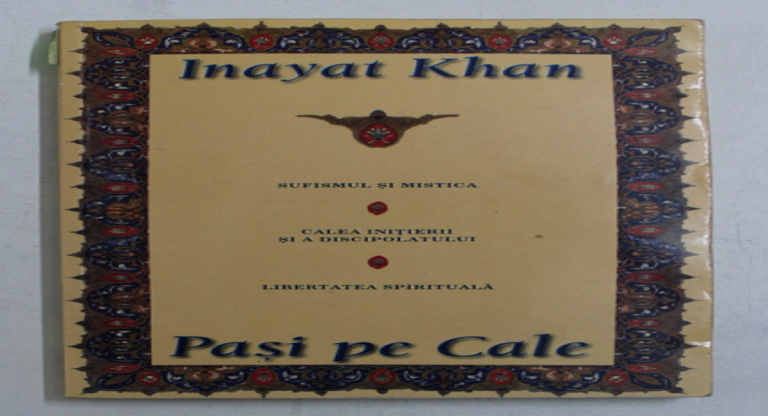 Inayat Khan
SUFISMUL ȘI MISTICA
CALEA INIȚIERII
ȘI A DISCIPOLATULUI
LIBERTATEA SPIRITUALĂ
Pași pe Cale